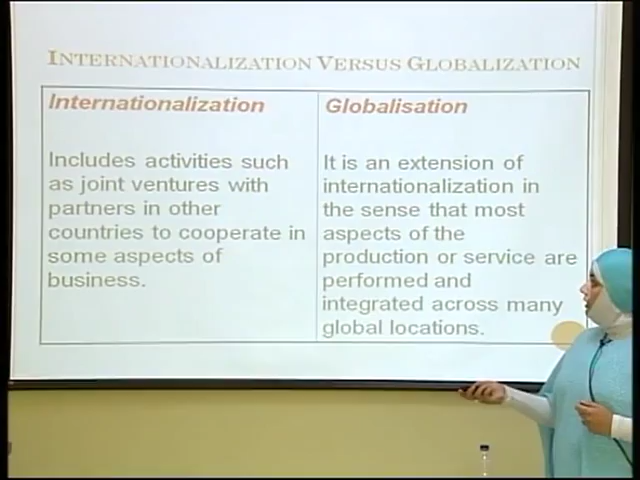 INTERNATIONALIZATION VERSUS GLOBALIZATION
Internationalization
Includes activities such
as joint ventures with
partners in other
countries to cooperate in
some aspects of
business.
Globalisation
It is an extension of
internationalization in
the sense that most
aspects of the
production or service are
performed and
integrated across many
global locations.